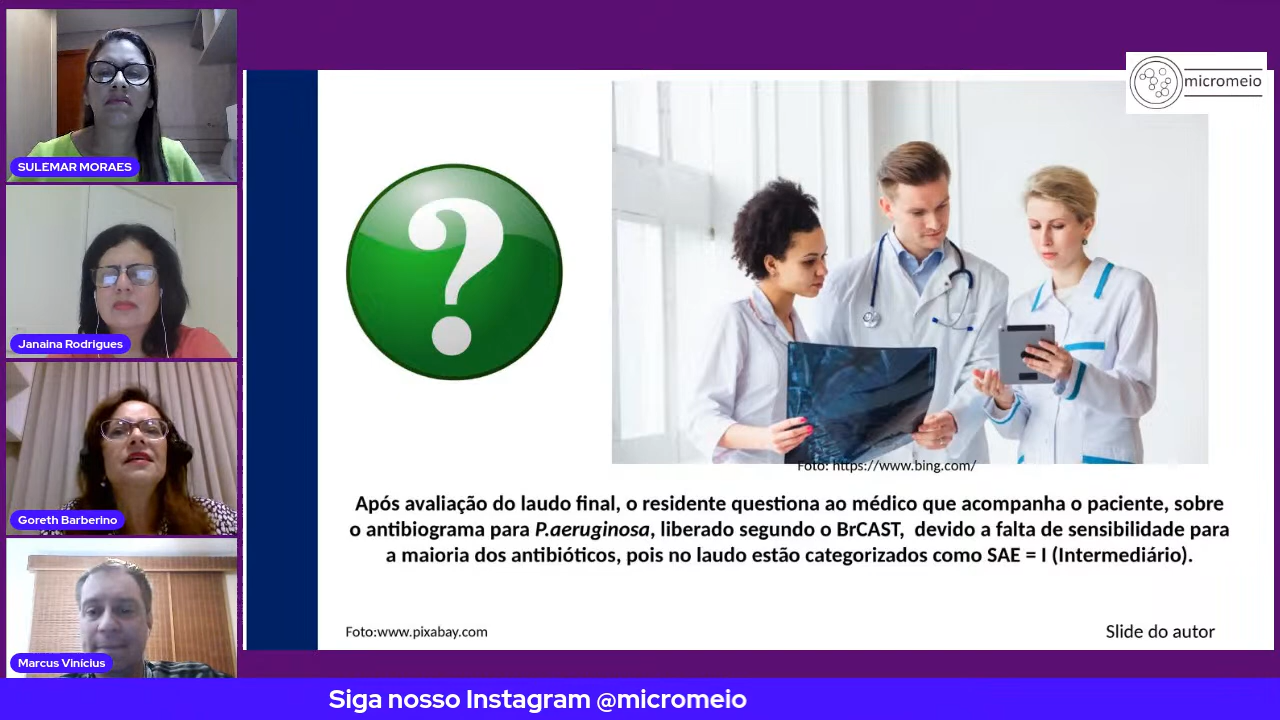 SULEMAR MORAES
Janaina Rodrigues
Goreth Barberino
Marcus Vinícius
micromeio
?
Foto: https://www.bing.com/
Após avaliação do laudo final, o residente questiona ao médico que acompanha o paciente, sobre
o antibiograma para P.aeruginosa, liberado segundo o BrCAST, devido a falta de sensibilidade para
a maioria dos antibióticos, pois no laudo estão categorizados como SAE = I (Intermediário).
Foto:www.pixabay.com
Slide do autor
Siga nosso Instagram @micromeio